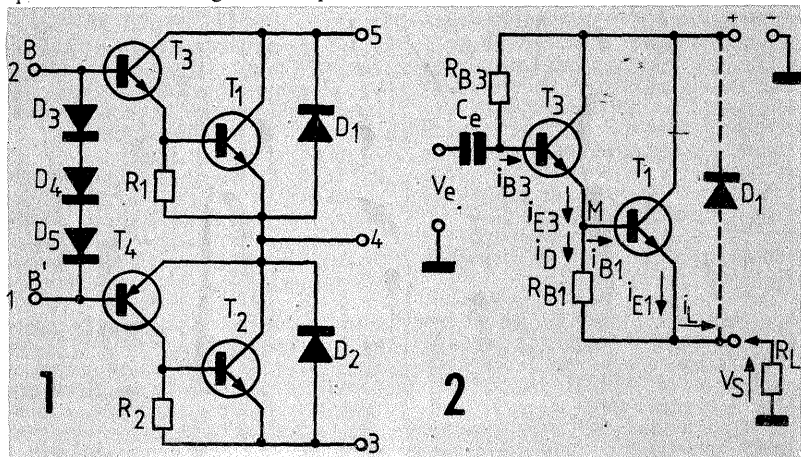 2
B
D3
D4
D5
B'
1
T3
T1
R1
D1
5
4
T4
T2
R2
D2
3
1
+ -
RB3
Ce
T3
T1
Ve
iB3
iE3
M
iD
iB1
RB1
iE1
iL
D1
RL
VS
2